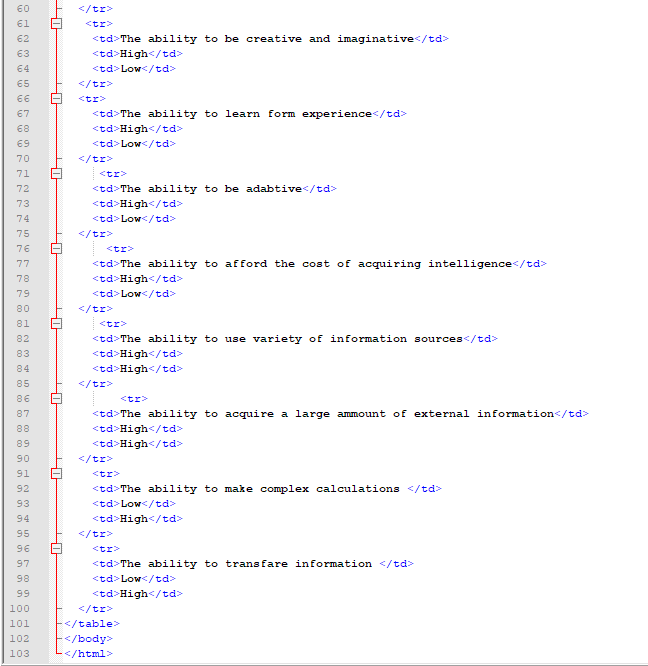 60 </tr>
61 <tr>
62 <td>The ability to be creative and imaginative</td>
63 <td>High</td>
64 <td>Low</td>
65 </tr>
66 <tr>
67 <td>The ability to learn form experience</td>
68 <td>High</td>
69 <td>Low</td>
70 </tr>
71 <tr>
72 <td>The ability to be adabtive</td>
73 <td>High</td>
74 <td>Low</td>
75 </tr>
76 <tr>
77 <td>The ability to afford the cost of acquiring intelligence</td>
78 <td>High</td>
79 <td>Low</td>
80 </tr>
81 <tr>
82 <td>The ability to use variety of information sources</td>
83 <td>High</td>
84 <td>High</td>
85 </tr>
86 <tr>
87 <td>The ability to acquire a large ammount of external information</td>
88 <td>High</td>
89 <td>High</td>
90 </tr>
91 <tr>
92 <td>The ability to make complex calculations </td>
93 <td>Low</td>
94 <td>High</td>
95 </tr>
96 <tr>
97 <td>The ability to transfare information </td>
98 <td>Low</td>
99 <td>High</td>
100 </tr>
101 </table>
102 </body>
103 </html>